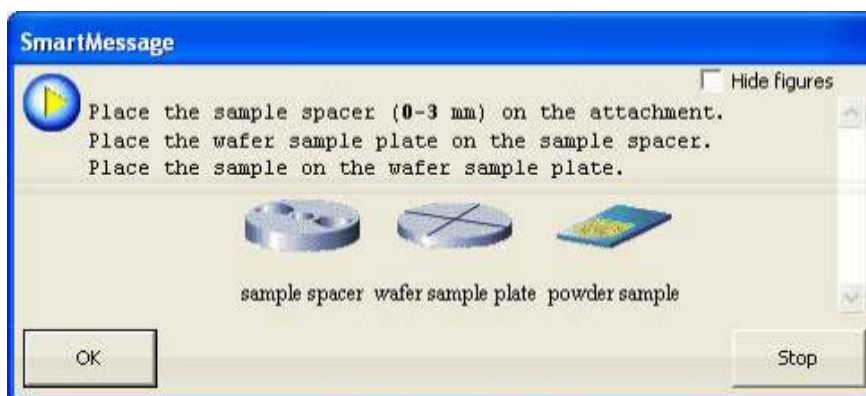 SmartMessage
Hide figures
Place the sample spacer (0-3 mm) on the attachment.
Place the wafer sample plate on the sample spacer.
Place the sample on the wafer sample plate.
sample spacer wafer sample plate powder sample
OK
Stop